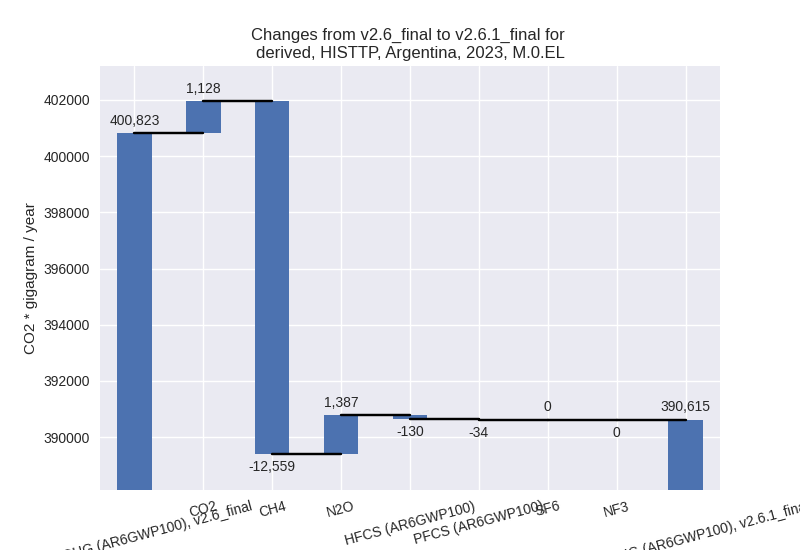 Changes from v2.6_final to v2.6.1_final for
derived, HISTTP, Argentina, 2023, M.0.EL
CO2 * gigagram / year
402000
400000
398000
396000
394000
392000
390000
400,823
1,128
-12,559
1,387
-130
-34
0
0
390,615
(AR6GWP100), v2.6_final
CO2
CH4
N2O
HFCS (AR6GWP100)
PFCS (AR6GWP100)
SF6
NF3
(AR6GWP100), v2.6.1_fina